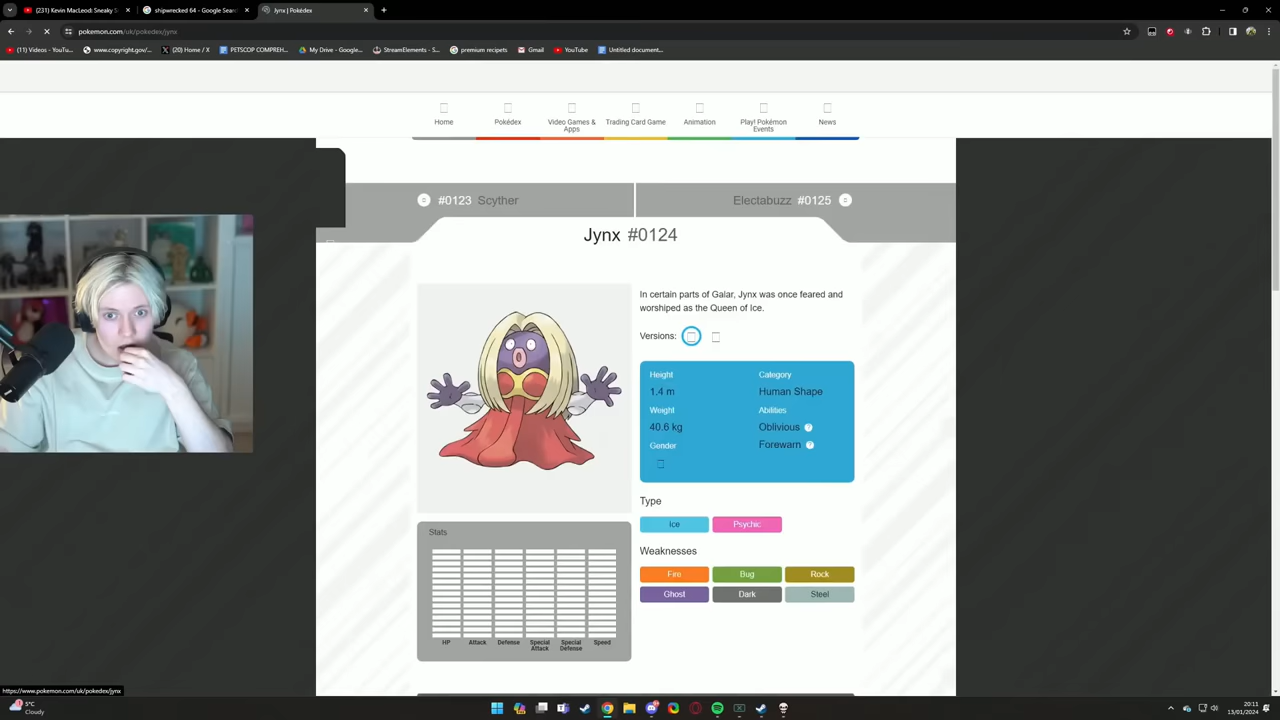 (231) Kevin MacLeod: Sneaky S
shipwrecked 64 - Google Sear
Jynx | Pokédex
pokemon.com/uk/pokedex/jynx
(11) Videos - YouTu...
www.copyright.gov/...
(20) Home / X
PETSCOP COMPREH...
My Drive - Google...
StreamElements - S...
premium recipets
Gmail
YouTube
Untitled document...
Home
Pokédex
Video Games & Apps
Trading Card Game
Animation
Play! Pokémon Events
News
#0123 Scyther
Electabuzz #0125
Jynx #0124
In certain parts of Galar, Jynx was once feared and
worshiped as the Queen of Ice.
Versions:
Height
Category
1.4 m
Human Shape
Weight
Abilities
40.6 kg
Oblivious
Gender
Forewarn
Type
Ice
Psychic
Weaknesses
Fire
Bug
Rock
Ghost
Dark
Steel
Stats
HP
Attack
Defense
Special Attack
Special Defense
Speed
https://www.pokemon.com/uk/pokedex/jynx
5°C
Cloudy
20:11
13/01/2024